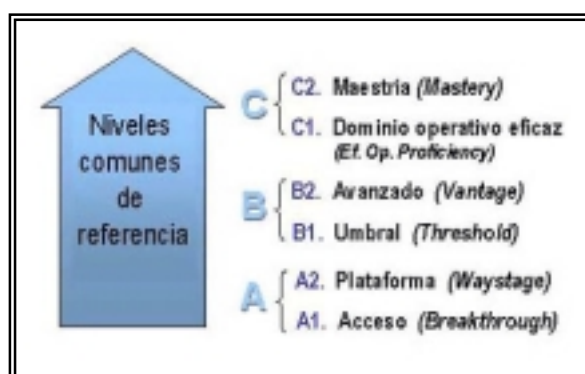 Niveles
comunes
de
referencia
C
C2. Maestria (Mastery)
C1. Dominio operativo eficaz
(Ef. Op. Proficiency)
B
B2. Avanzado (Vantage)
B1. Umbral (Threshold)
A
A2. Plataforma (Waystage)
A1. Acceso (Breakthrough)